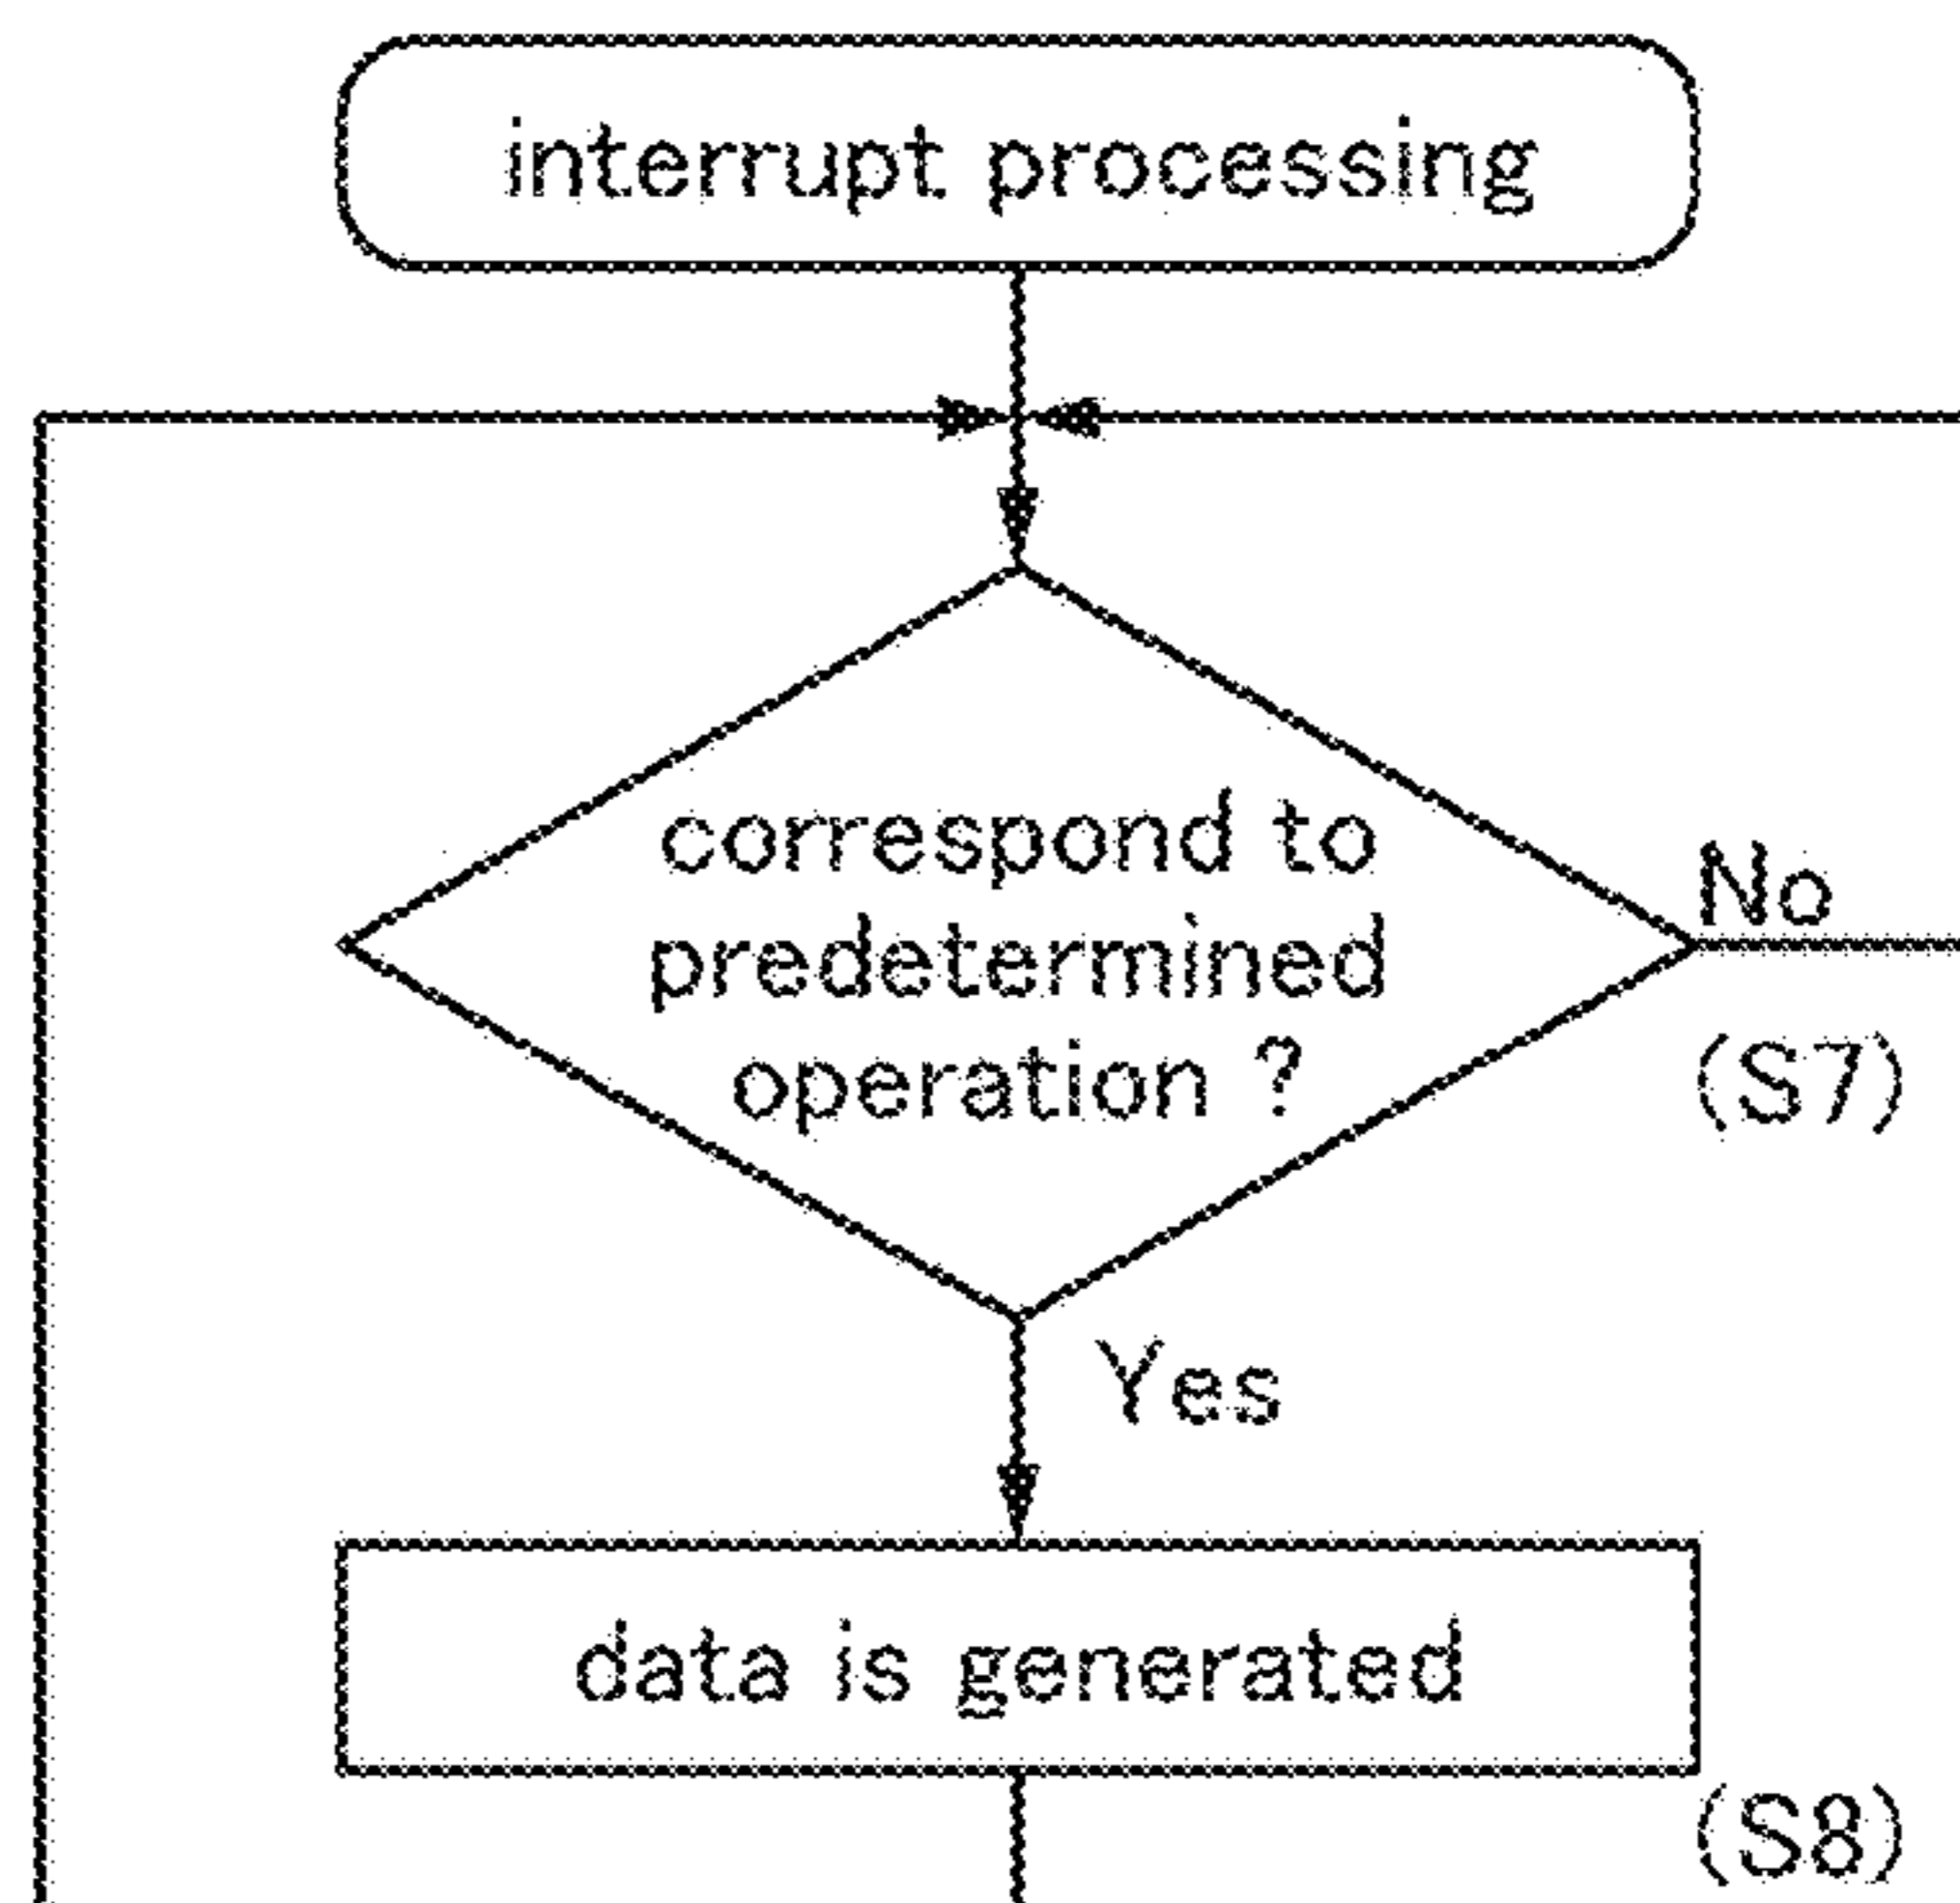 interrupt processing
correspond to
predetermined
operation ?
No
(S7)
Yes
data is generated
(S8)